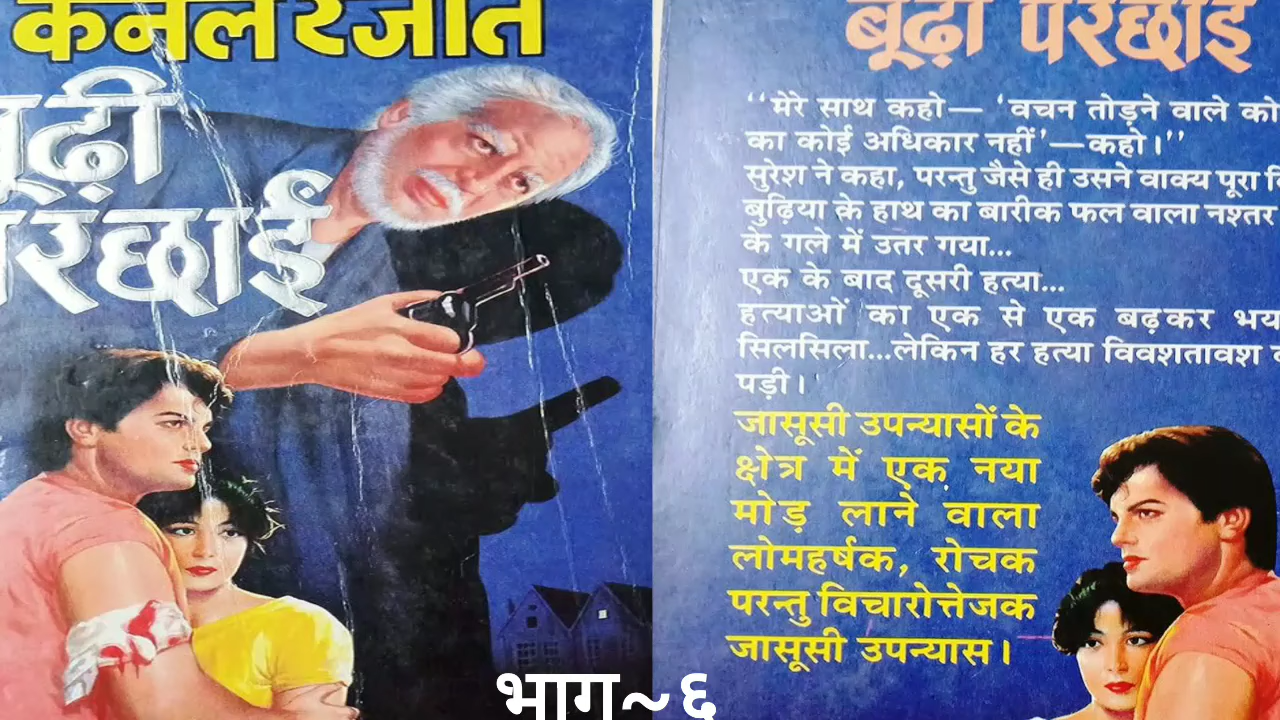 कर्नल रंजीत
बूढ़ी
परछाईं
बूढ़ी परछाईं
“मेरे साथ कहो— ‘वचन तोड़ने वाले को
का कोई अधिकार नहीं’—कहो।”
सुरेश ने कहा, परन्तु जैसे ही उसने वाक्य पूरा
बुढ़िया के हाथ का बारीक फल वाला नश्तर
के गले में उतर गया...
एक के बाद दूसरी हत्या...
हत्याओं का एक से एक बढ़कर
सिलसिला...लेकिन हर हत्या विवशतावश
पड़ी।
जासूसी उपन्यासों के
क्षेत्र में एक नया
मोड़ लाने वाला
लोमहर्षक, रोचक
परन्तु विचारोत्तेजक
जासूसी उपन्यास।
भाग~६